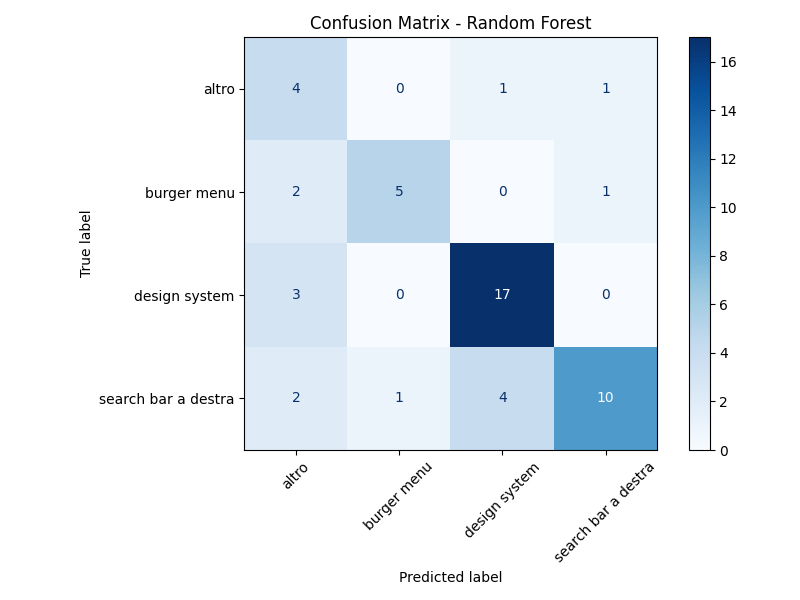 Confusion Matrix - Random Forest
True label
altro
4 0 1 1
burger menu
2 5 0 1
design system
3 0 17 0
search bar a destra
2 1 4 10
altro
burger menu
design system
search bar a destra
Predicted label
16
14
12
10
8
6
4
2
0